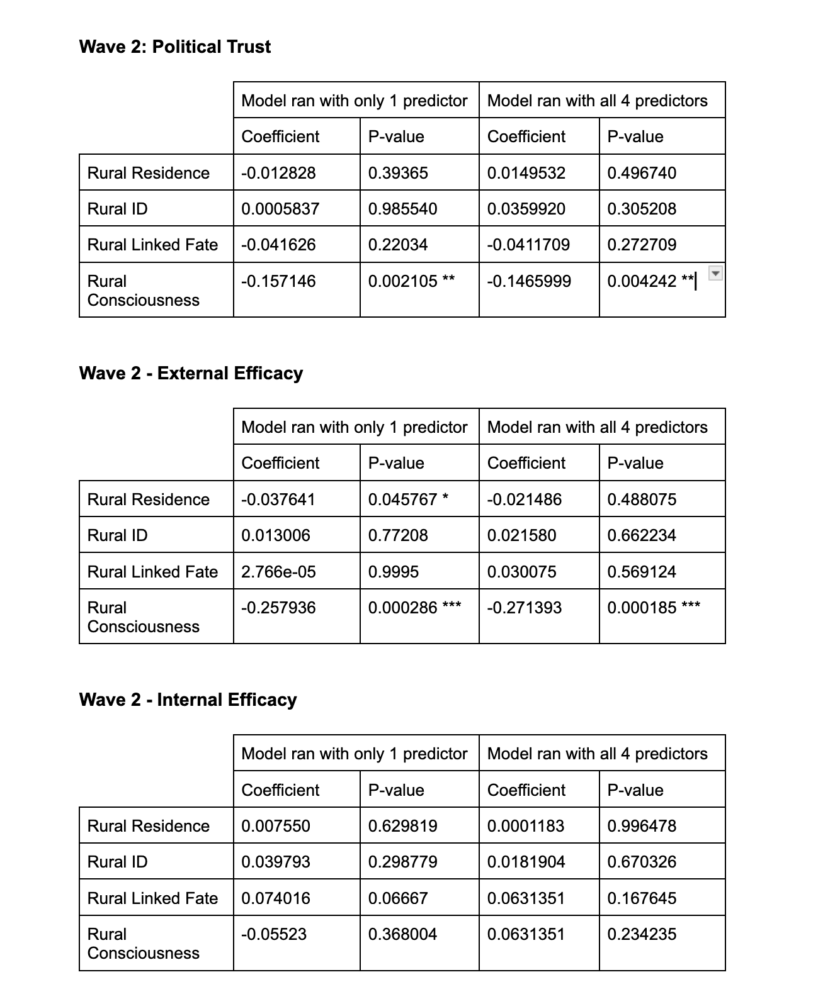 Wave 2: Political Trust
Model ran with only 1 predictor Model ran with all 4 predictors
Coefficient P-value Coefficient P-value
Rural Residence -0.012828 0.39365 0.0149532 0.496740
Rural ID 0.0005837 0.985540 0.0359920 0.305208
Rural Linked Fate -0.041626 0.22034 -0.0411709 0.272709
Rural -0.157146 0.002105 ** -0.1465999 0.004242 **
Consciousness
Wave 2 - External Efficacy
Model ran with only 1 predictor Model ran with all 4 predictors
Coefficient P-value Coefficient P-value
Rural Residence -0.037641 0.045767 * -0.021486 0.488075
Rural ID 0.013006 0.77208 0.021580 0.662234
Rural Linked Fate 2.766e-05 0.9995 0.030075 0.569124
Rural -0.257936 0.000286 *** -0.271393 0.000185 ***
Consciousness
Wave 2 - Internal Efficacy
Model ran with only 1 predictor Model ran with all 4 predictors
Coefficient P-value Coefficient P-value
Rural Residence 0.007550 0.629819 0.0001183 0.996478
Rural ID 0.039793 0.298779 0.0181904 0.670326
Rural Linked Fate 0.074016 0.06667 0.0631351 0.167645
Rural -0.05523 0.368004 0.0631351 0.234235
Consciousness